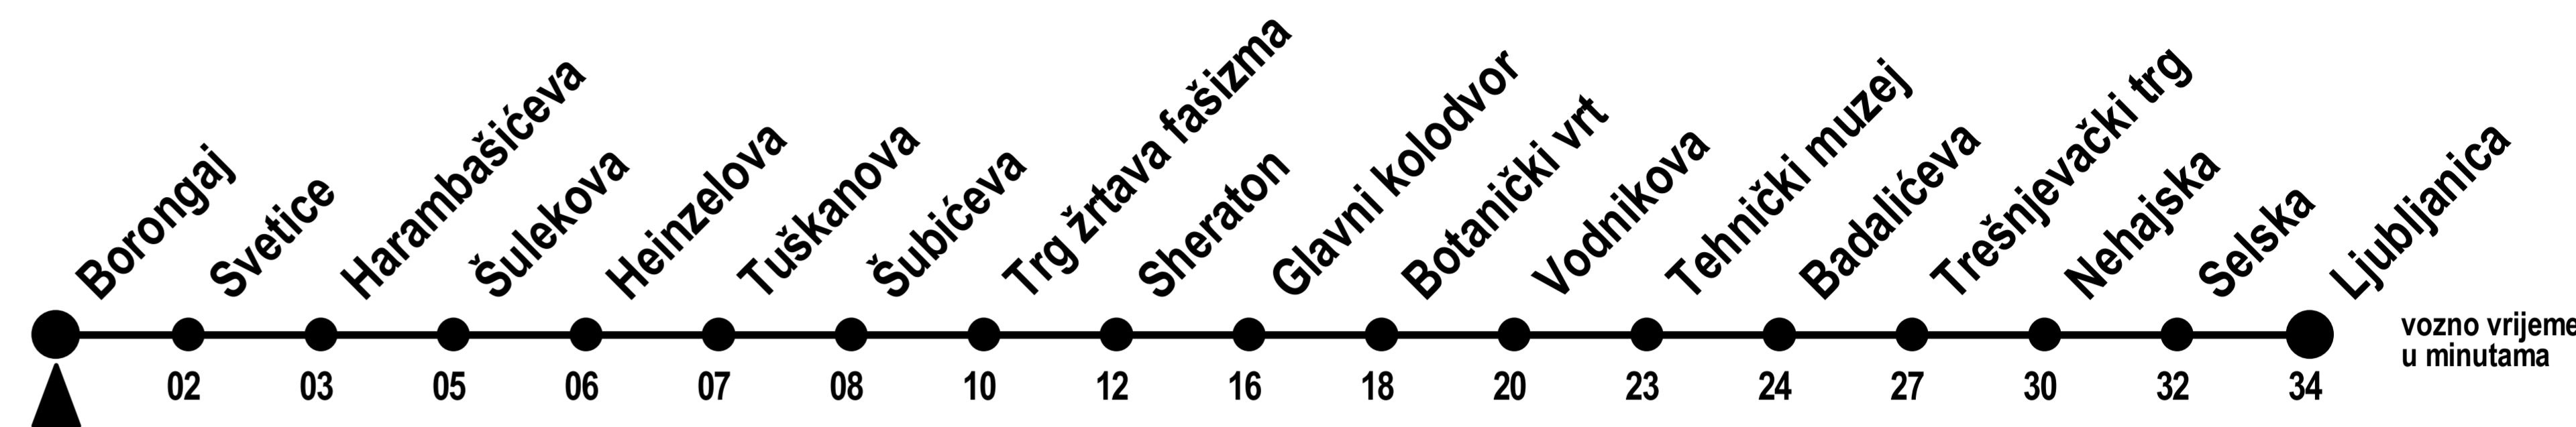 Borongaj
Svetice
Harambašićeva
Šulekova
Heinzelova
Tuškanova
Šubićeva
Trg žrtava fašizma
Sheraton
Glavni kolodvor
Botanički vrt
Vodnikova
Tehnički muzej
Badalićeva
Trešnjevački trg
Nehajska
Selska
Ljubljanica
vozno vrijeme
u minutama
02 03 05 06 07 08 10 12 16 18 20 23 24 27 30 32 34